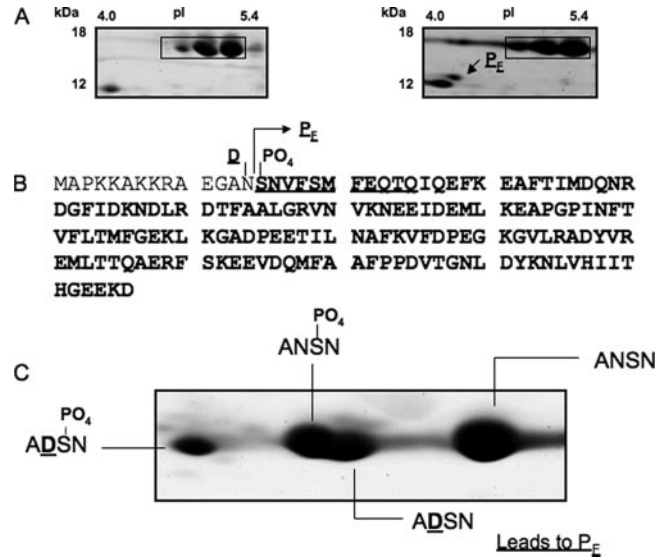 A
kDa 4.0 pI 5.4
18
12
kDa 4.0 pI 5.4
18
12
PE
D PO4 PE
B MAPKKAKKRA EGANSNVFSM FEQTQIQEFK EAFTIMDQNR
DGFIDKNDLR DTFAALGRVN VKNEEIDEML KEAPGPINFT
VFLTMFGEKL KGADPEETIL NAFKVFDPEG KGVLRADYVR
EMLTTQAERF SKEEVDQMFA AFPPDVTGNL DYKNLVHIIT
HGEEKD
C
PO4
ANSN
ANSN
PO4
ADSN
ADSN
Leads to PE